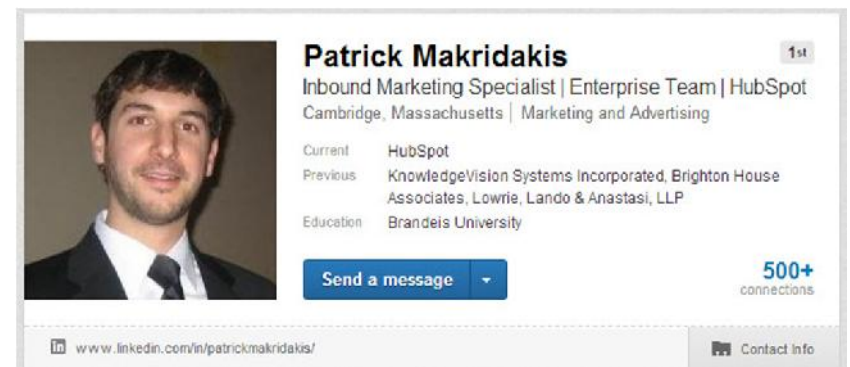 Patrick Makridakis
1st
Inbound Marketing Specialist | Enterprise Team | HubSpot
Cambridge, Massachusetts | Marketing and Advertising
Current HubSpot
Previous KnowledgeVision Systems Incorporated, Brighton House
Associates, Lowrie, Lando & Anastasi, LLP
Education Brandeis University
Send a message
500+
connections
in www.linkedin.com/in/patrickmakridakis/
Contact Info